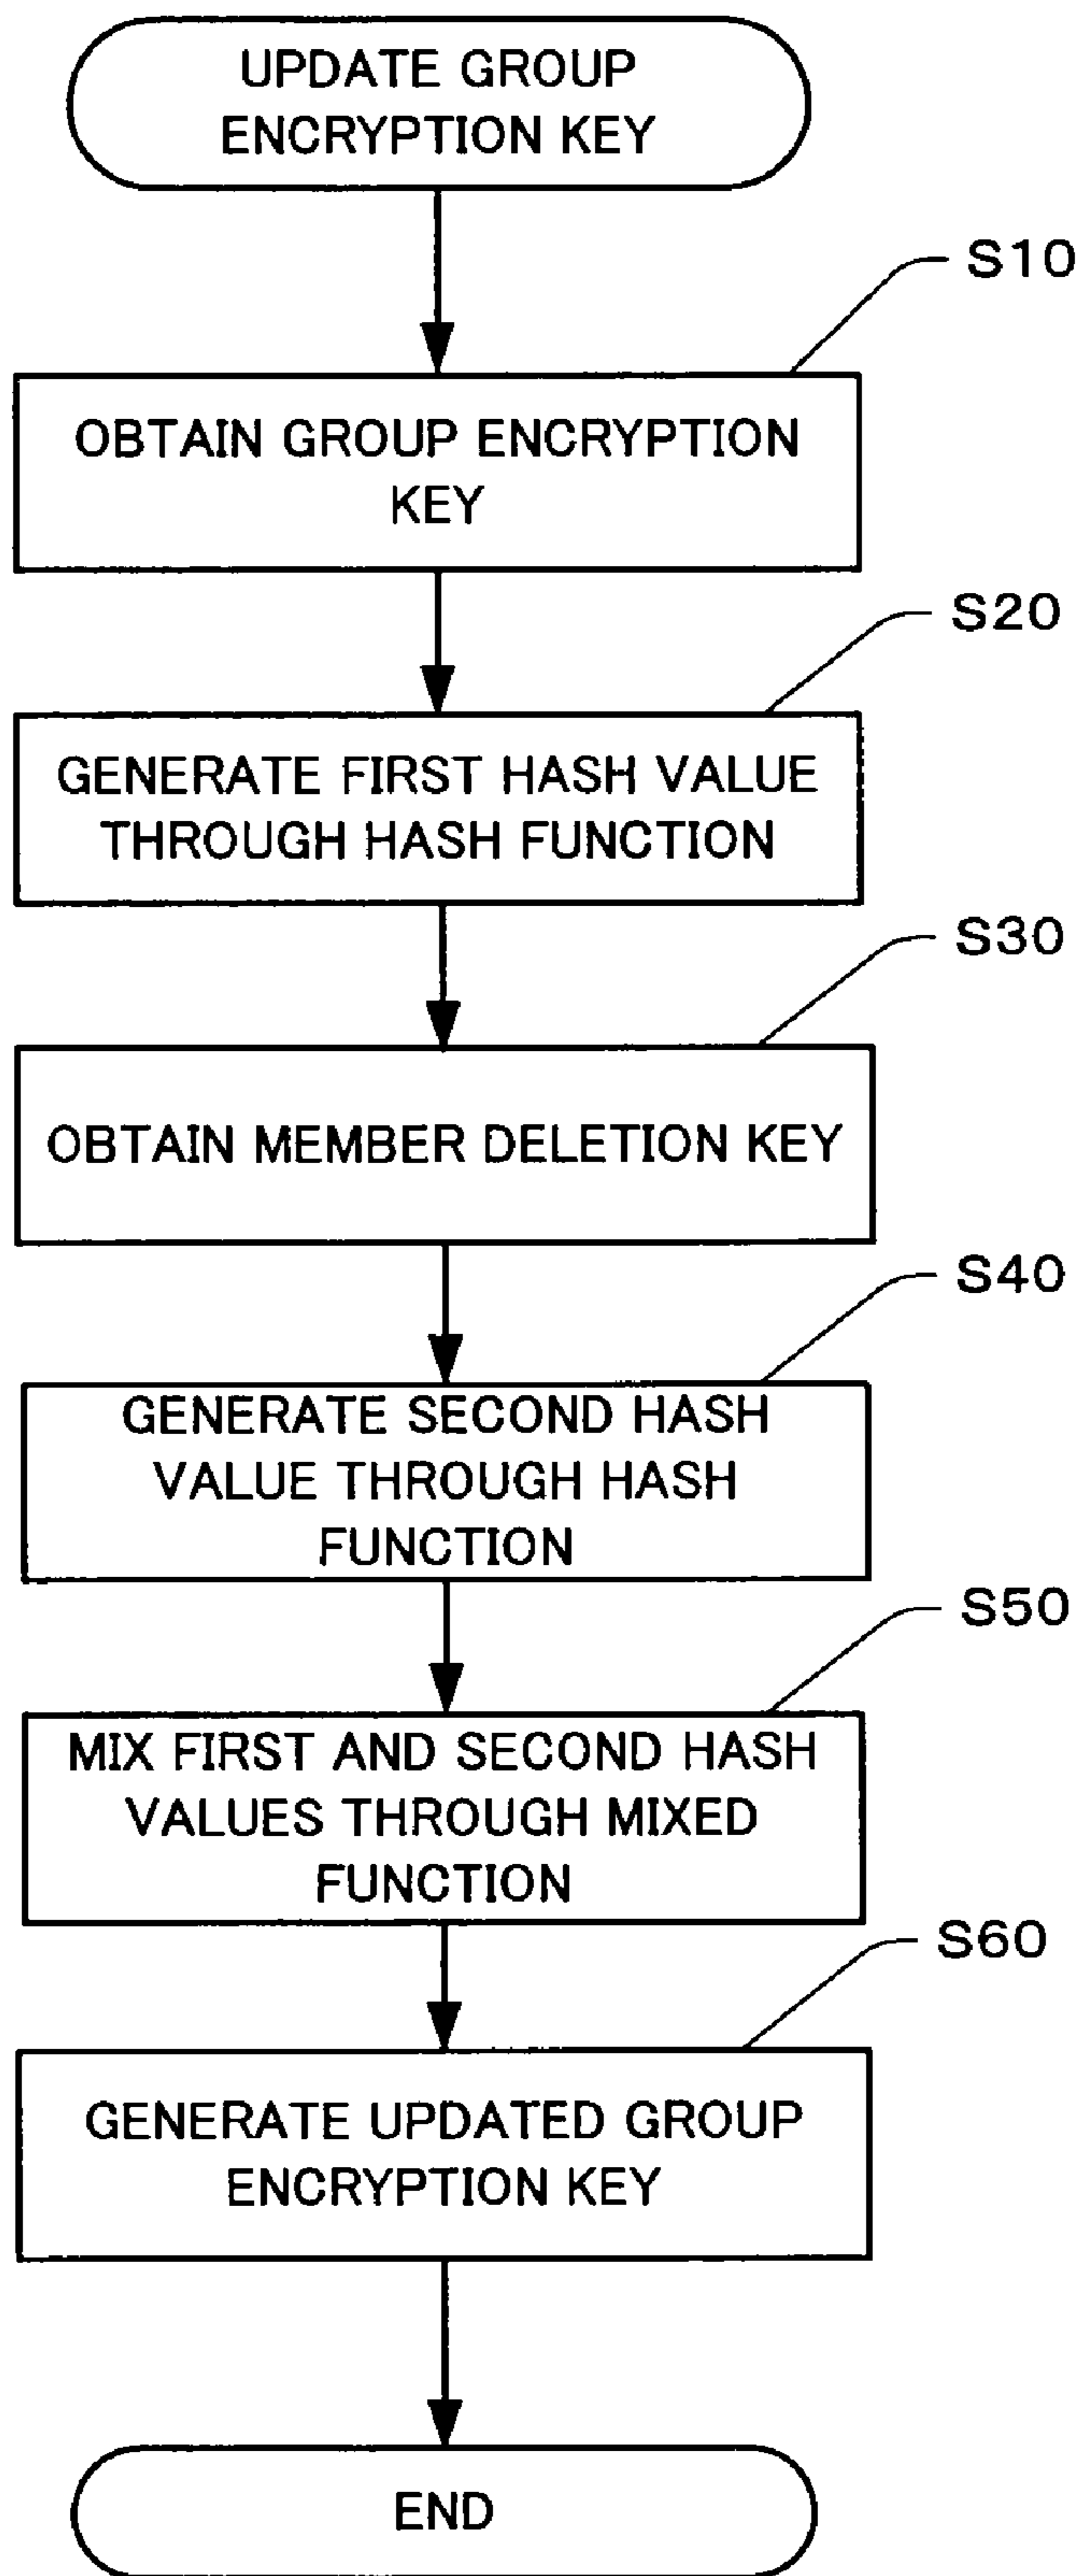 UPDATE GROUP
ENCRYPTION KEY
S10
OBTAIN GROUP ENCRYPTION
KEY
S20
GENERATE FIRST HASH VALUE
THROUGH HASH FUNCTION
S30
OBTAIN MEMBER DELETION KEY
S40
GENERATE SECOND HASH
VALUE THROUGH HASH
FUNCTION
S50
MIX FIRST AND SECOND HASH
VALUES THROUGH MIXED
FUNCTION
S60
GENERATE UPDATED GROUP
ENCRYPTION KEY
END